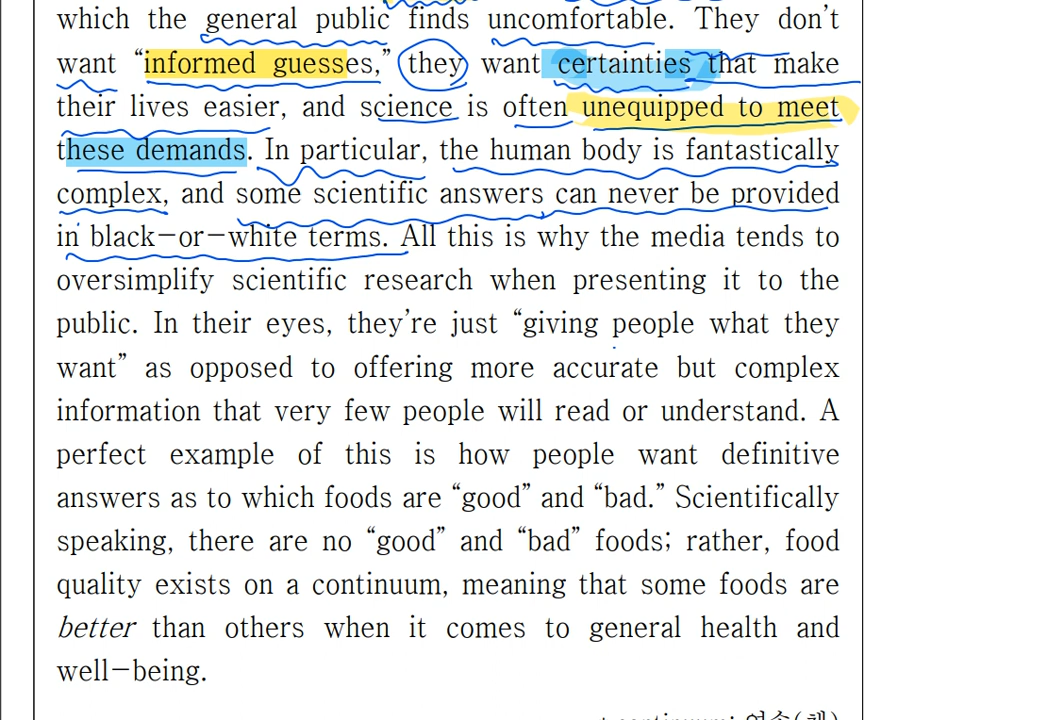 which the general public finds uncomfortable. They don't
want “informed guesses,” they want certainties that make
their lives easier, and science is often unequipped to meet
these demands. In particular, the human body is fantastically
complex, and some scientific answers can never be provided
in black-or-white terms. All this is why the media tends to
oversimplify scientific research when presenting it to the
public. In their eyes, they're just “giving people what they
want” as opposed to offering more accurate but complex
information that very few people will read or understand. A
perfect example of this is how people want definitive
answers as to which foods are “good” and “bad.” Scientifically
speaking, there are no “good” and “bad” foods; rather, food
quality exists on a continuum, meaning that some foods are
better than others when it comes to general health and
well-being.